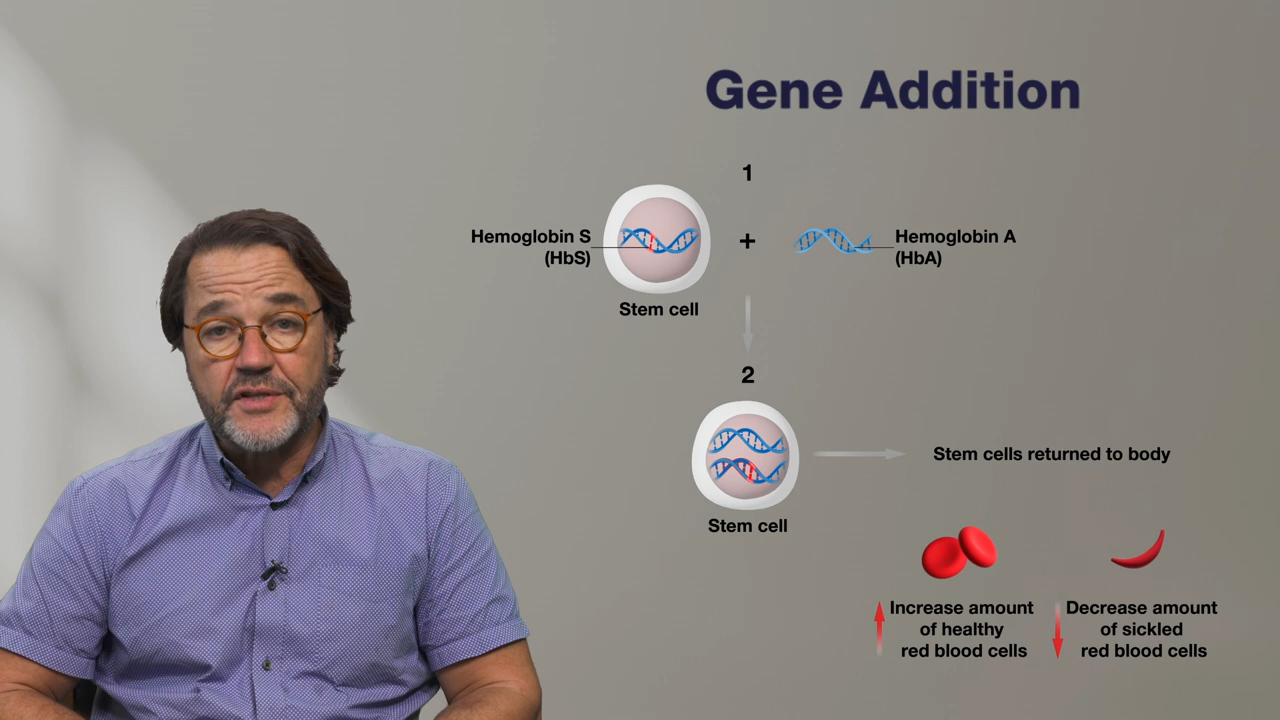 Gene Addition
1
Hemoglobin S
(HbS)
+
Hemoglobin A
(HbA)
Stem cell
2
Stem cells returned to body
Stem cell
Increase amount
of healthy
red blood cells
Decrease amount
of sickled
red blood cells